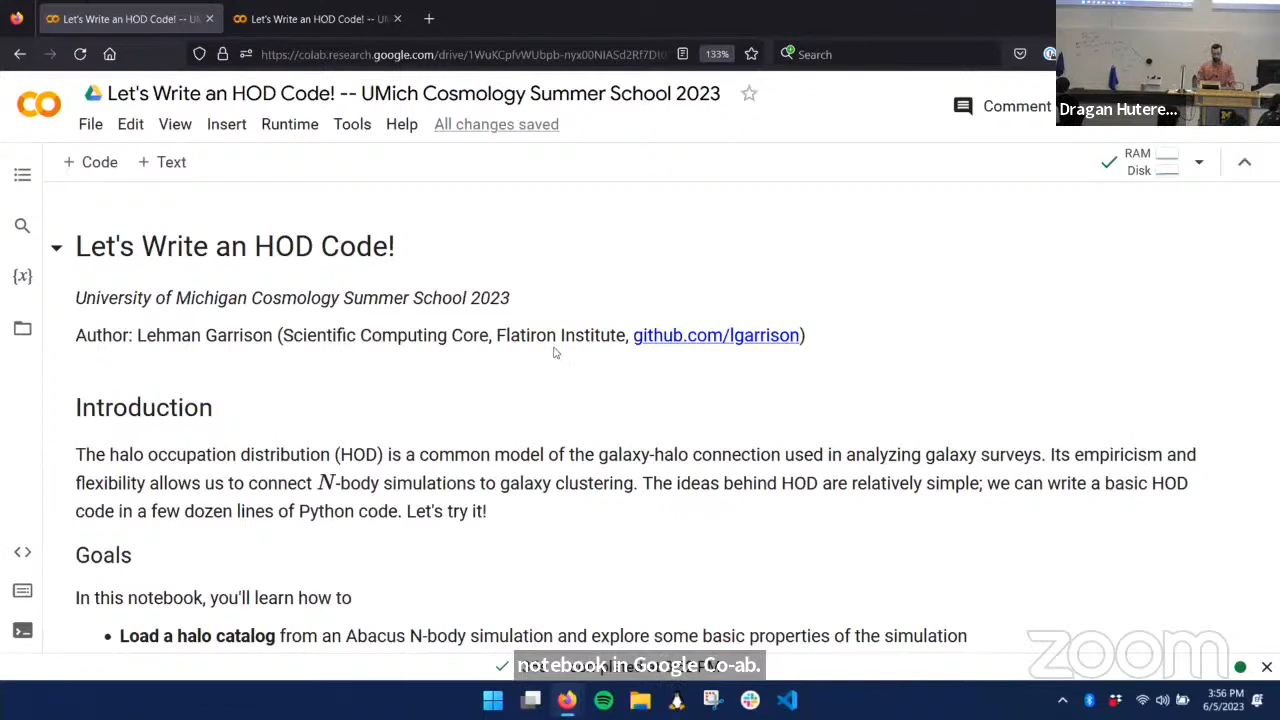 Let's Write an HOD Code! -- UMich
Let's Write an HOD Code! -- UMich
133%
Search
Let's Write an HOD Code! -- UMich Cosmology Summer School 2023
File Edit View Insert Runtime Tools Help All changes saved
Comment
Dragan Hutere...
+ Code + Text
RAM
Disk
Let's Write an HOD Code!
University of Michigan Cosmology Summer School 2023
Author: Lehman Garrison (Scientific Computing Core, Flatiron Institute, github.com/lgarrison)
Introduction
The halo occupation distribution (HOD) is a common model of the galaxy-halo connection used in analyzing galaxy surveys. Its empiricism and
flexibility allows us to connect N-body simulations to galaxy clustering. The ideas behind HOD are relatively simple; we can write a basic HOD
code in a few dozen lines of Python code. Let's try it!
Goals
In this notebook, you'll learn how to
• Load a halo catalog from an Abacus N-body simulation and explore some basic properties of the simulation
zoom
notebook in Google Co-ab.
3:56 PM
6/5/2023